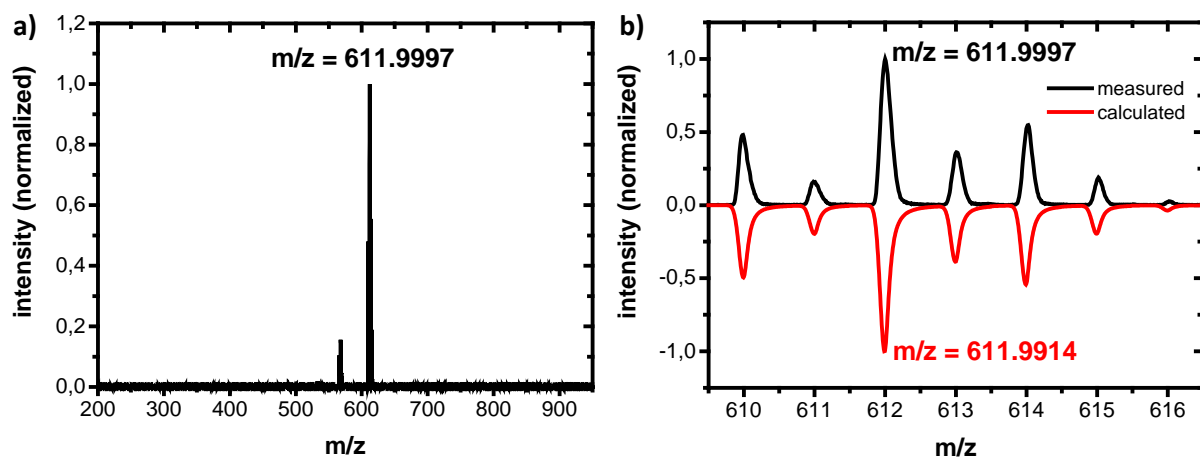 a)
m/z = 611.9997
intensity (normalized)
1,2
1,0
0,8
0,6
0,4
0,2
0,0
200 300 400 500 600 700 800 900
m/z
b)
m/z = 611.9997
measured
calculated
intensity (normalized)
1,0
0,5
0,0
-0,5
-1,0
m/z = 611.9914
610 611 612 613 614 615 616
m/z